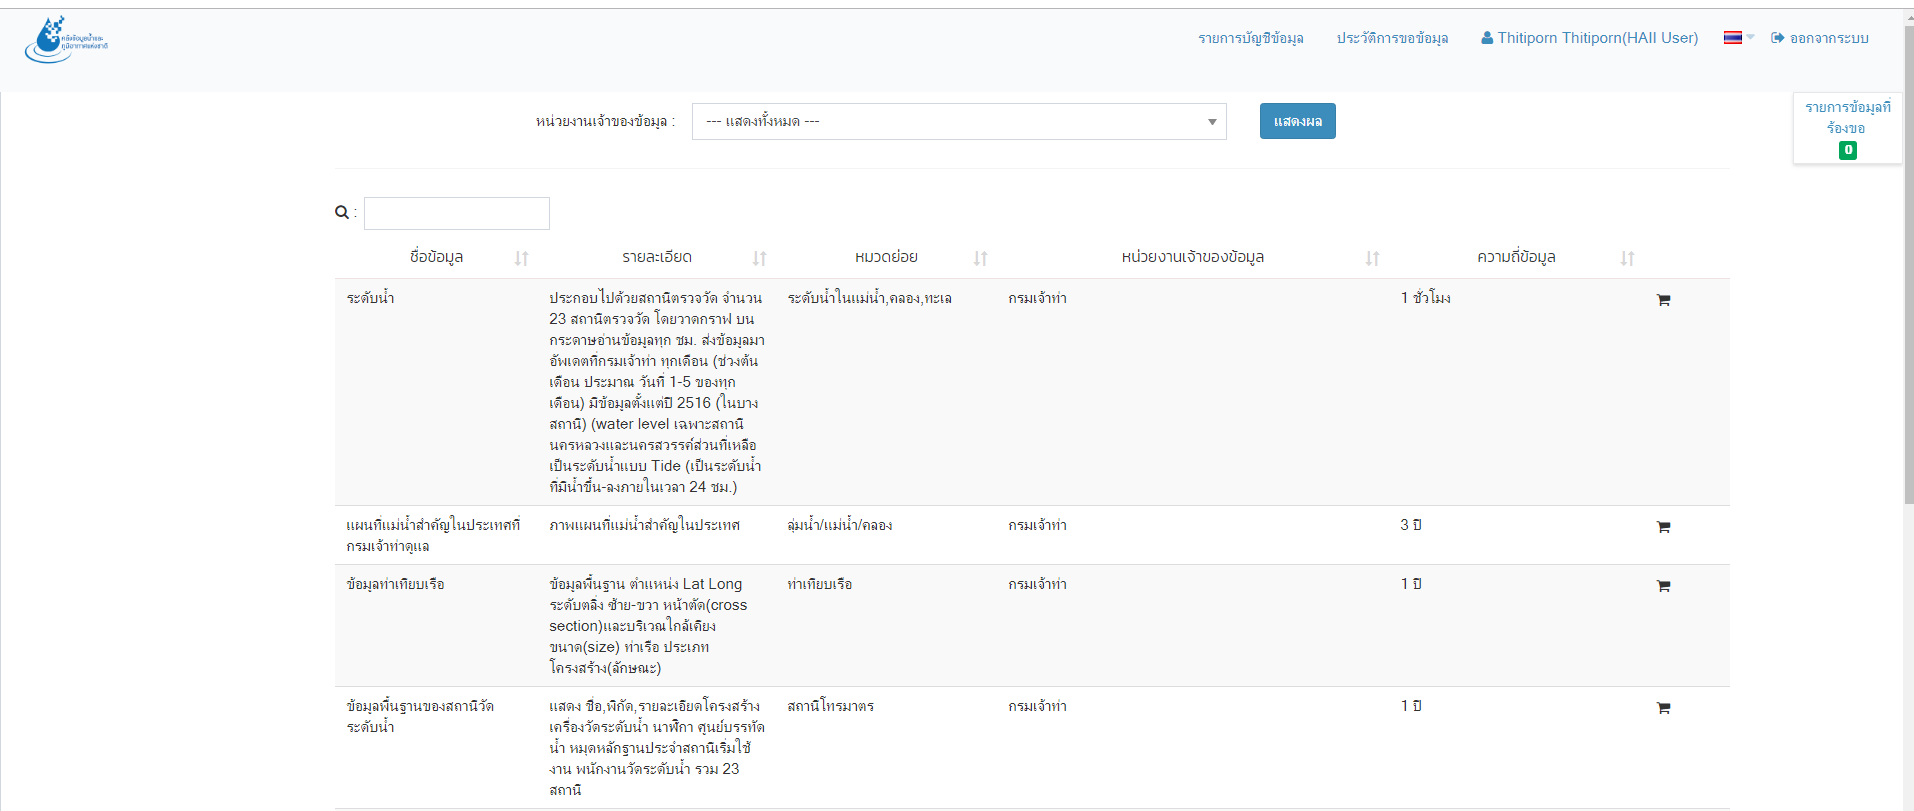 คลังข้อมูลน้ำและ
ภูมิอากาศแห่งชาติ
รายการบัญชีข้อมูล
ประวัติการขอข้อมูล
Thitiporn Thitiporn(HAII User)
ออกจากระบบ
หน่วยงานเจ้าของข้อมูล :
--- แสดงทั้งหมด ---
แสดงผล
รายการข้อมูลที่
ร้องขอ
0
:
ชื่อข้อมูล
รายละเอียด
หมวดย่อย
หน่วยงานเจ้าของข้อมูล
ความถี่ข้อมูล
ระดับน้ำ
ประกอบไปด้วยสถานีตรวจวัด จำนวน
23 สถานีตรวจวัด โดยวาดกราฟ บน
กระดาษอ่านข้อมูลทุก ชม. ส่งข้อมูลมา
อัพเดตที่กรมเจ้าท่า ทุกเดือน (ช่วงต้น
เดือน ประมาณ วันที่ 1-5 ของทุก
เดือน) มีข้อมูลตั้งแต่ปี 2516 (ในบาง
สถานี) (water level เฉพาะสถานี
นครหลวงและนครสวรรค์ส่วนที่เหลือ
เป็นระดับน้ำแบบ Tide (เป็นระดับน้ำ
ที่มีน้ำขึ้น-ลงภายในเวลา 24 ชม.)
ระดับน้ำในแม่น้ำ,คลอง,ทะเล
กรมเจ้าท่า
1 ชั่วโมง
แผนที่แม่น้ำสำคัญในประเทศที่
กรมเจ้าท่าดูแล
ภาพแผนที่แม่น้ำสำคัญในประเทศ
ลุ่มน้ำ/แม่น้ำ/คลอง
กรมเจ้าท่า
3 ปี
ข้อมูลท่าเทียบเรือ
ข้อมูลพื้นฐาน ตำแหน่ง Lat Long
ระดับตลิ่ง ซ้าย-ขวา หน้าตัด(cross
section)และบริเวณใกล้เคียง
ขนาด(size) ท่าเรือ ประเภท
โครงสร้าง(ลักษณะ)
ท่าเทียบเรือ
กรมเจ้าท่า
1 ปี
ข้อมูลพื้นฐานของสถานีวัด
ระดับน้ำ
แสดง ชื่อ,พิกัด,รายละเอียดโครงสร้าง
เครื่องวัดระดับน้ำ นาฬิกา ศูนย์บรรทัด
น้ำ หมุดหลักฐานประจำสถานีเริ่มใช้
งาน พนักงานวัดระดับน้ำ รวม 23
สถานี
สถานีโทรมาตร
กรมเจ้าท่า
1 ปี